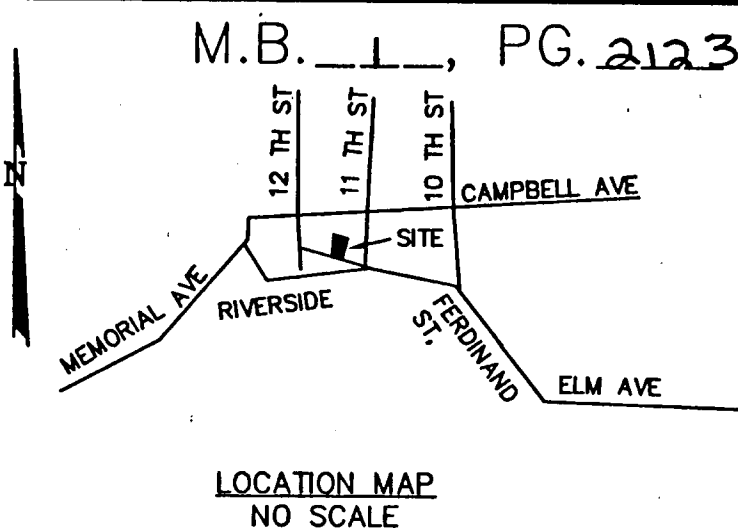 M.B. 1, PG. 2123
N
12 TH ST
11 TH ST
10 TH ST
CAMPBELL AVE
SITE
MEMORIAL AVE
RIVERSIDE
FERDINAND ST.
ELM AVE
LOCATION MAP
NO SCALE